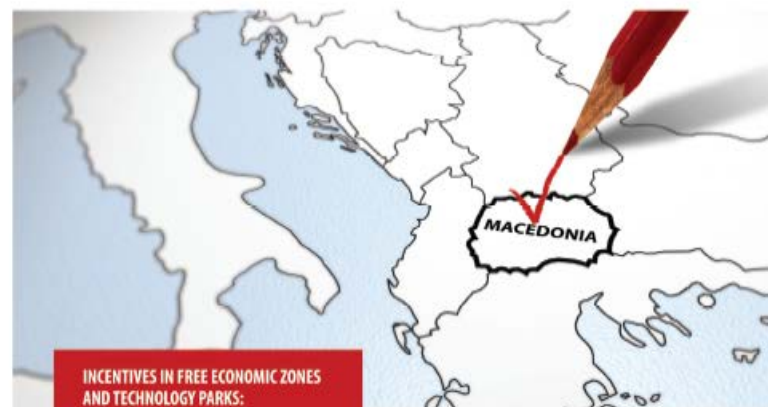 MACEDONIA
INCENTIVES IN FREE ECONOMIC ZONES
AND TECHNOLOGY PARKS: